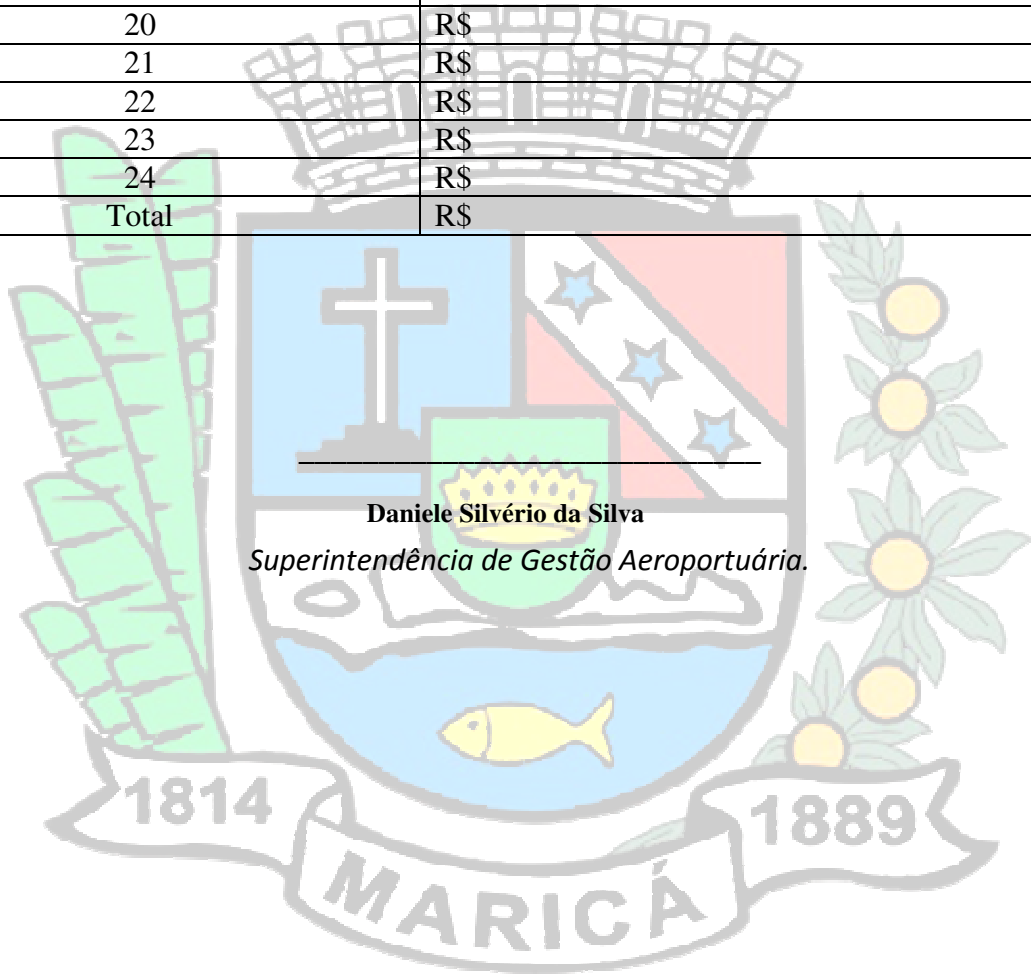 20 R$
21 R$
22 R$
23 R$
24 R$
Total R$
Daniele Silvério da Silva
Superintendência de Gestão Aeroportuária.
1814
1889
MARICÁ